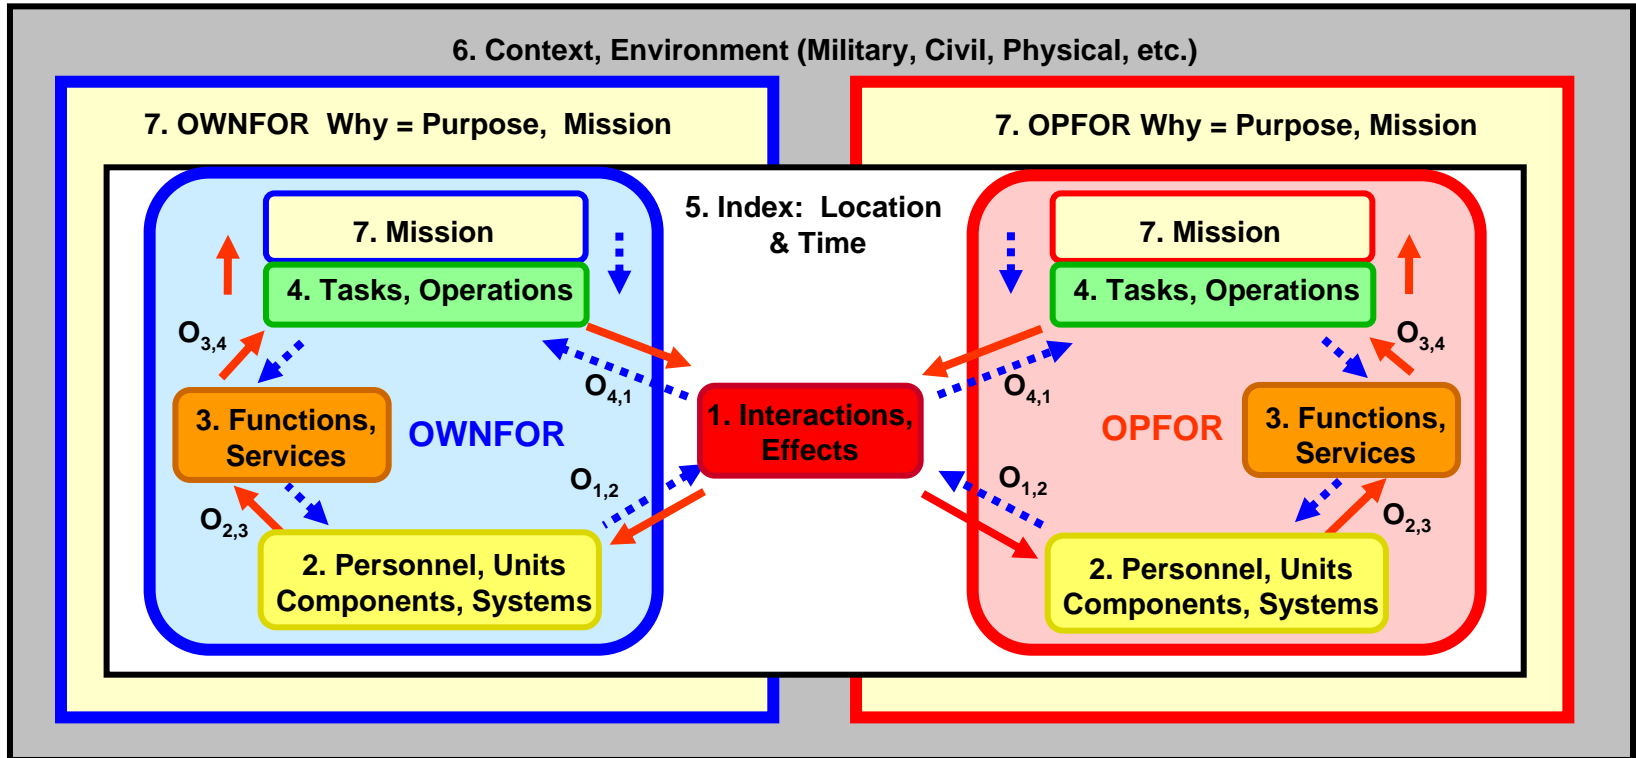 6. Context, Environment (Military, Civil, Physical, etc.)
7. OWNFOR Why = Purpose, Mission
7. OPFOR Why = Purpose, Mission
5. Index: Location
& Time
7. Mission
4. Tasks, Operations
O3,4
O4,1
3. Functions,
Services
OWNFOR
O1,2
O2,3
2. Personnel, Units
Components, Systems
1. Interactions,
Effects
7. Mission
4. Tasks, Operations
O3,4
O4,1
OPFOR
3. Functions,
Services
O1,2
O2,3
2. Personnel, Units
Components, Systems